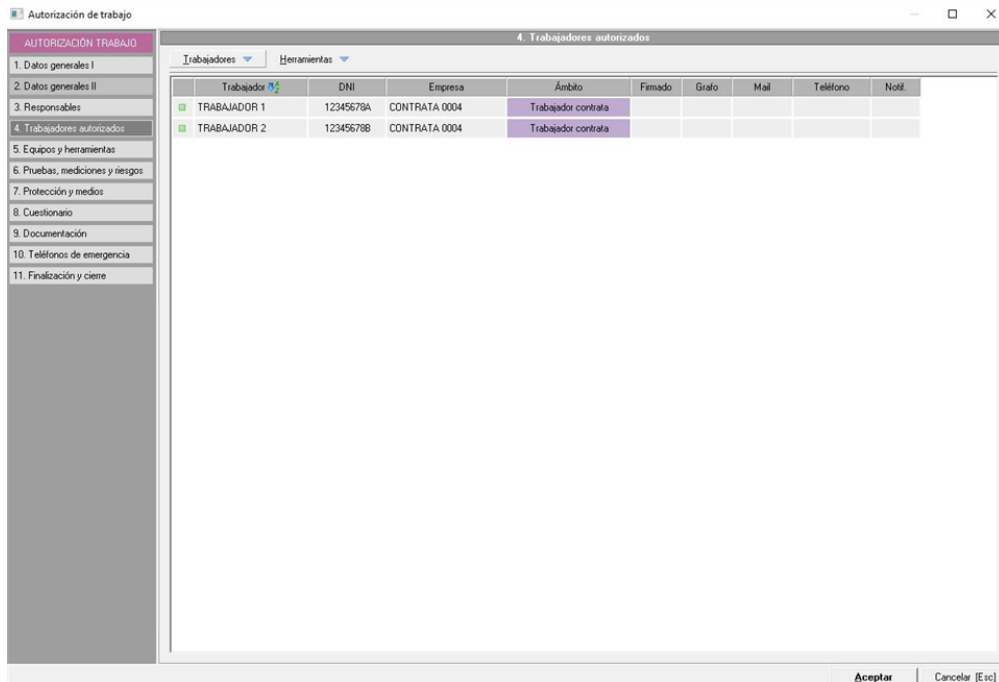 Autorización de trabajo
AUTORIZACIÓN TRABAJO
1. Datos generales I
2. Datos generales II
3. Responsables
4. Trabajadores autorizados
5. Equipos y herramientas
6. Pruebas, mediciones y riesgos
7. Protección y medios
8. Cuestionario
9. Documentación
10. Teléfonos de emergencia
11. Finalización y cierre
4. Trabajadores autorizados
Trabajadores Herramientas
Trabajador DNI Empresa Ámbito Firmado Grafo Mail Teléfono Notif.
TRABAJADOR 1 12345678A CONTRATA 0004 Trabajador contrata
TRABAJADOR 2 12345678B CONTRATA 0004 Trabajador contrata
Aceptar Cancelar [Esc]